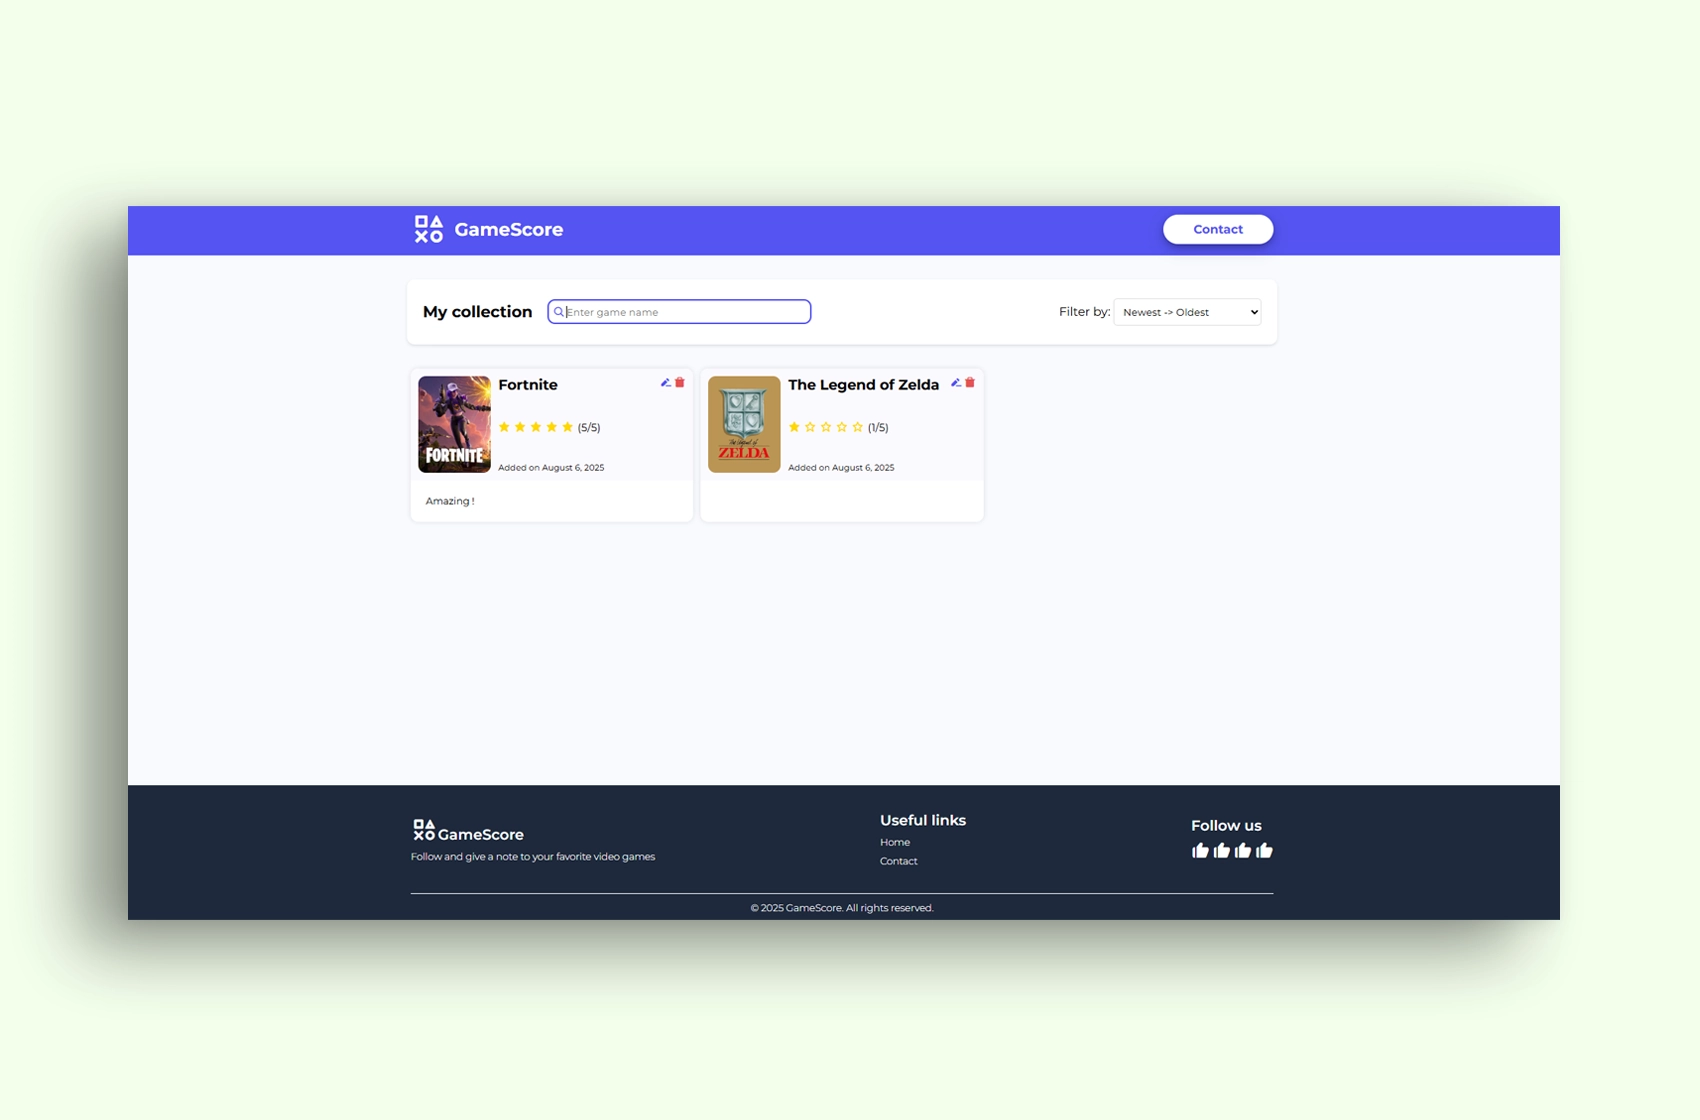 GameScore
Contact
My collection
Enter game name
Filter by: Newest -> Oldest
Fortnite
FORTNITE
(5/5)
Added on August 6, 2025
Amazing !
The Legend of Zelda
The Legend of
ZELDA
(1/5)
Added on August 6, 2025
GameScore
Follow and give a note to your favorite video games
Useful links
Home
Contact
Follow us
© 2025 GameScore. All rights reserved.